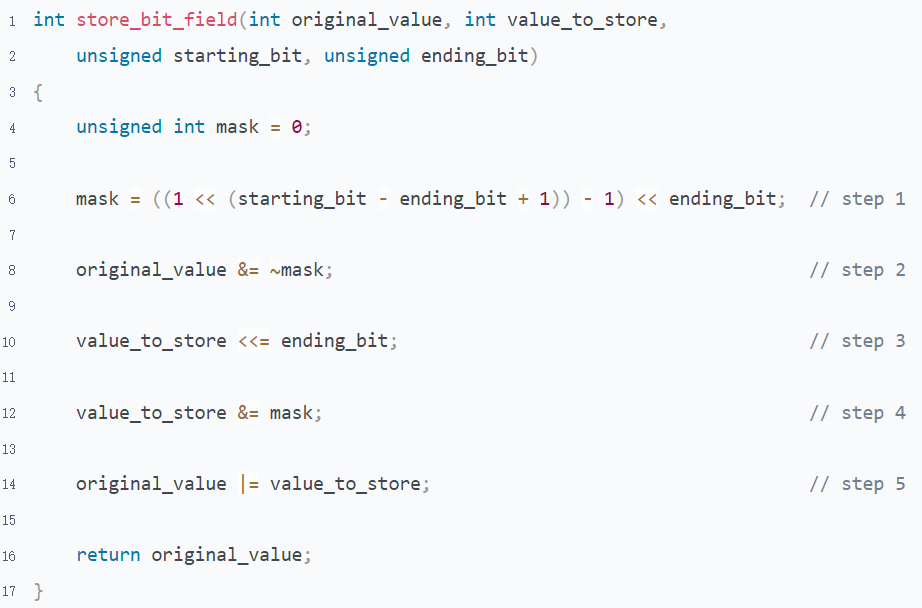 1 int store_bit_field(int original_value, int value_to_store,
2     unsigned starting_bit, unsigned ending_bit)
3 {
4     unsigned int mask = 0;
5
6     mask = ((1 << (starting_bit - ending_bit + 1)) - 1) << ending_bit;  // step 1
7
8     original_value &= ~mask;                                            // step 2
9
10     value_to_store <<= ending_bit;                                      // step 3
11
12     value_to_store &= mask;                                             // step 4
13
14     original_value |= value_to_store;                                   // step 5
15
16     return original_value;
17 }